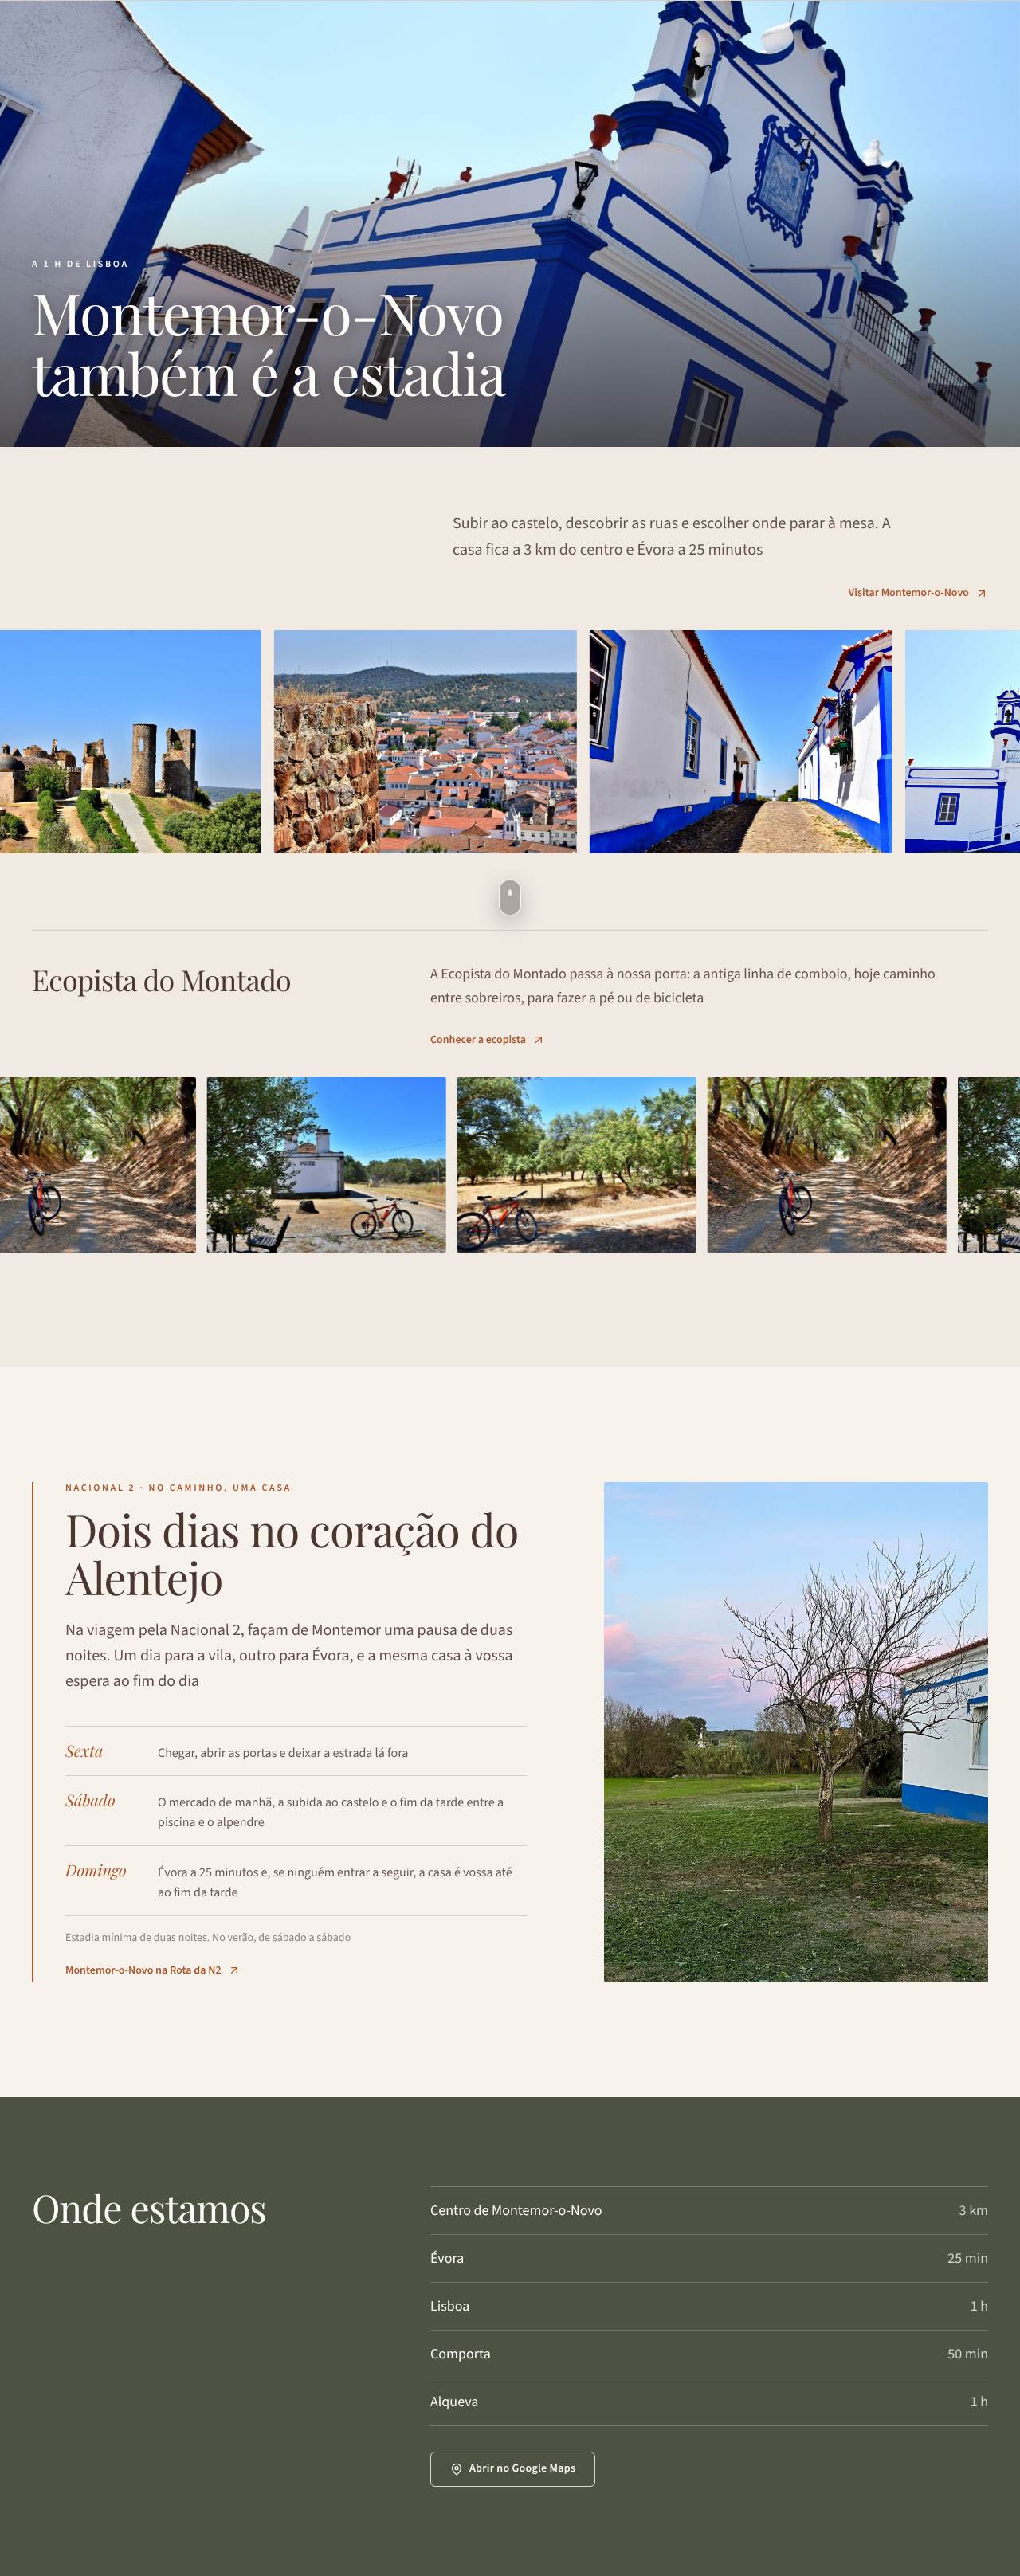 A 1 H DE LISBOA
Montemor-o-Novo
também é a estadia
Subir ao castelo, descobrir as ruas e escolher onde parar à mesa. A
casa fica a 3 km do centro e Évora a 25 minutos
Visitar Montemor-o-Novo
Ecopista do Montado
A Ecopista do Montado passa à nossa porta: a antiga linha de comboio, hoje caminho
entre sobreiros, para fazer a pé ou de bicicleta
Conhecer a ecopista
NACIONAL 2 · NO CAMINHO, UMA CASA
Dois dias no coração do
Alentejo
Na viagem pela Nacional 2, façam de Montemor uma pausa de duas
noites. Um dia para a vila, outro para Évora, e a mesma casa à vossa
espera ao fim do dia
Sexta
Chegar, abrir as portas e deixar a estrada lá fora
Sábado
O mercado de manhã, a subida ao castelo e o fim da tarde entre a
piscina e o alpendre
Domingo
Évora a 25 minutos e, se ninguém entrar a seguir, a casa é vossa até
ao fim da tarde
Estadia mínima de duas noites. No verão, de sábado a sábado
Montemor-o-Novo na Rota da N2
Onde estamos
Centro de Montemor-o-Novo 3 km
Évora 25 min
Lisboa 1 h
Comporta 50 min
Alqueva 1 h
Abrir no Google Maps